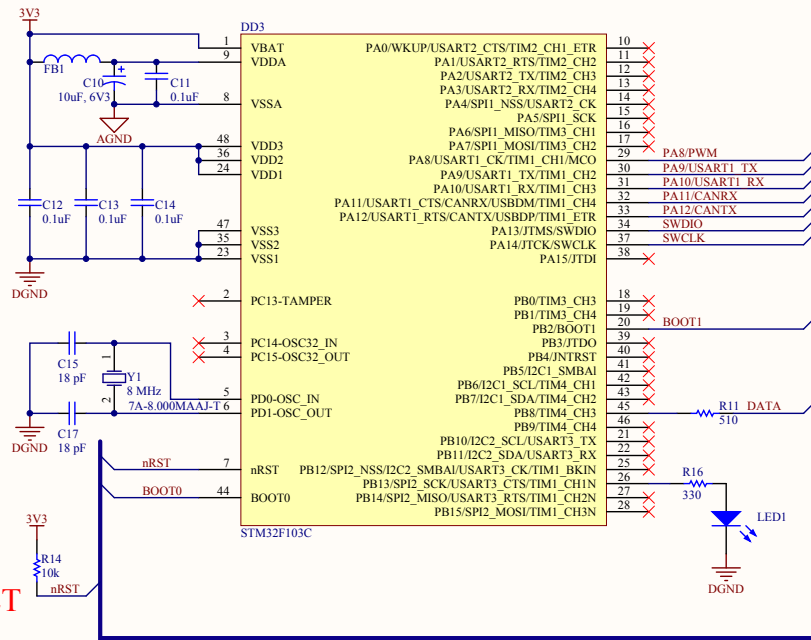 3V3
DD3
1 VBAT PA0/WKUP/USART2_CTS/TIM2_CH1_ETR 10
9 VDDA PA1/USART2_RTS/TIM2_CH2 11
FB1
PA2/USART2_TX/TIM2_CH3 12
+
C10
10uF, 6V3
C11
0.1uF
PA3/USART2_RX/TIM2_CH4 13
8 VSSA PA4/SPI1_NSS/USART2_CK 14
AGND
PA5/SPI1_SCK 15
PA6/SPI1_MISO/TIM3_CH1 16
48 VDD3 PA7/SPI1_MOSI/TIM3_CH2 17
36 VDD2 PA8/USART1_CK/TIM1_CH1/MCO 29 PA8/PWM
24 VDD1 PA9/USART1_TX/TIM1_CH2 30 PA9/USART1_TX
PA10/USART1_RX/TIM1_CH3 31 PA10/USART1_RX
C12
0.1uF
C13
0.1uF
C14
0.1uF
PA11/USART1_CTS/CANRX/USBDM/TIM1_CH4 32 PA11/CANRX
PA12/USART1_RTS/CANTX/USBDP/TIM1_ETR 33 PA12/CANTX
47 VSS3 PA13/JTMS/SWDIO 34 SWDIO
35 VSS2 PA14/JTCK/SWCLK 37 SWCLK
23 VSS1 PA15/JTDI 38
DGND
2 PC13-TAMPER PB0/TIM3_CH3 18
PB1/TIM3_CH4 19
PB2/BOOT1 20 BOOT1
3 PC14-OSC32_IN PB3/JTDO 39
4 PC15-OSC32_OUT PB4/JNTRST 40
C15
18 pF
1
Y1
8 MHz
2
7A-8.000MAAJ-T
PB5/I2C1_SMBAI 41
PB6/I2C1_SCL/TIM4_CH1 42
5 PD0-OSC_IN PB7/I2C1_SDA/TIM4_CH2 43
6 PD1-OSC_OUT PB8/TIM4_CH3 45
R11 DATA
510
C17
18 pF
DGND
PB9/TIM4_CH4 46
PB10/I2C2_SCL/USART3_TX 21
PB11/I2C2_SDA/USART3_RX 22
nRST 7 nRST PB12/SPI2_NSS/I2C2_SMBAI/USART3_CK/TIM1_BKIN 25
PB13/SPI2_SCK/USART3_CTS/TIM1_CH1N 26
R16
330
BOOT0 44 BOOT0 PB14/SPI2_MISO/USART3_RTS/TIM1_CH2N 27
PB15/SPI2_MOSI/TIM1_CH3N 28
LED1
DGND
STM32F103C
3V3
R14
10k
nRST
T